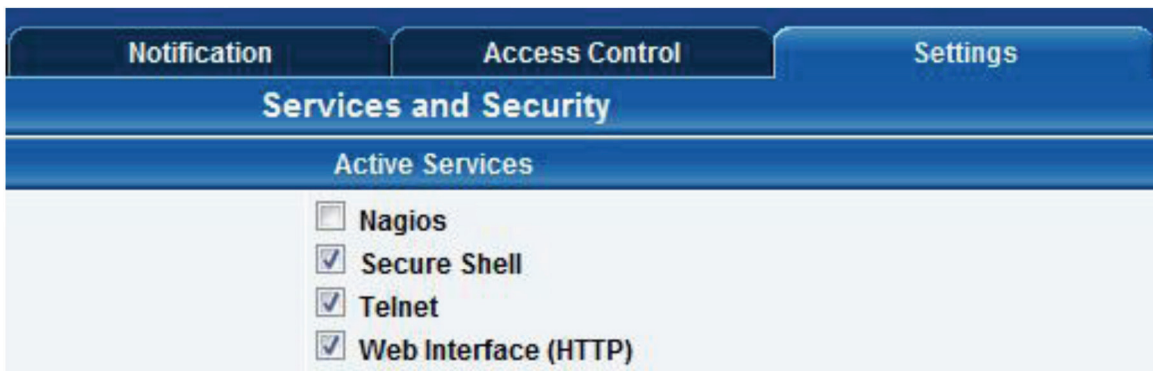 Notification Access Control Settings
Services and Security
Active Services
Nagios
Secure Shell
Telnet
Web Interface (HTTP)